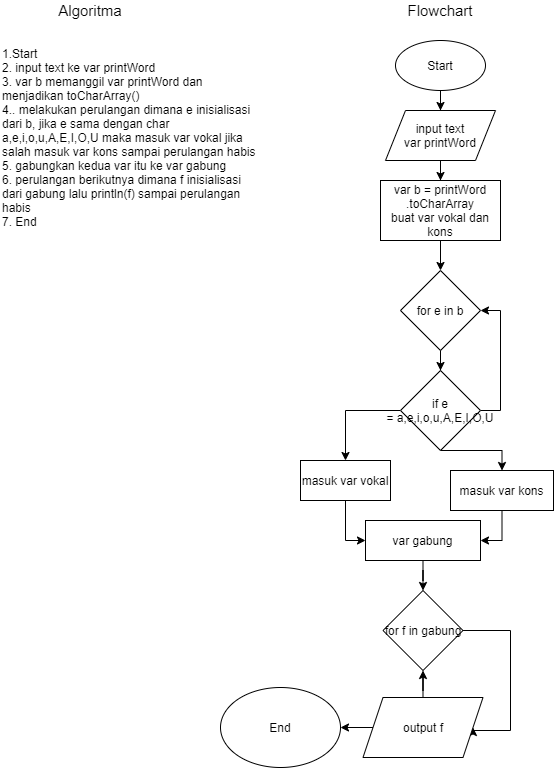 Algoritma
1.Start
2. input text ke var printWord
3. var b memanggil var printWord dan
menjadikan toCharArray()
4.. melakukan perulangan dimana e inisialisasi
dari b, jika e sama dengan char
a,e,i,o,u,A,E,I,O,U maka masuk var vokal jika
salah masuk var kons sampai perulangan habis
5. gabungkan kedua var itu ke var gabung
6. perulangan berikutnya dimana f inisialisasi
dari gabung lalu println(f) sampai perulangan
habis
7. End
Flowchart
Start
input text
var printWord
var b = printWord
.toCharArray
buat var vokal dan
kons
for e in b
if e
= a,e,i,o,u,A,E,I,O,U
masuk var vokal
masuk var kons
var gabung
for f in gabung
output f
End